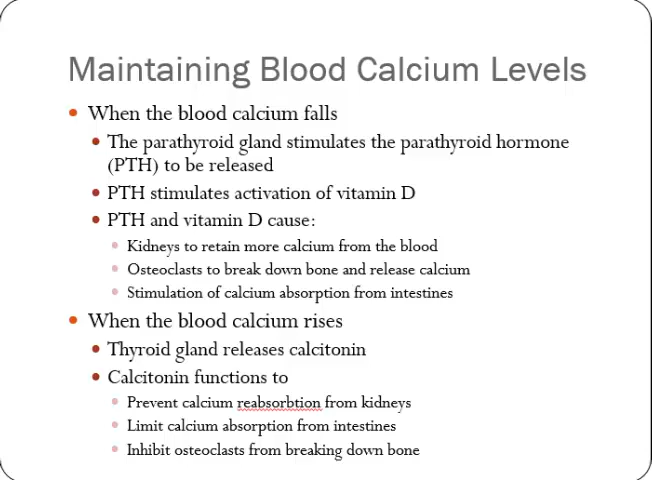 Maintaining Blood Calcium Levels
When the blood calcium falls
The parathyroid gland stimulates the parathyroid hormone
(PTH) to be released
PTH stimulates activation of vitamin D
PTH and vitamin D cause:
Kidneys to retain more calcium from the blood
Osteoclasts to break down bone and release calcium
Stimulation of calcium absorption from intestines
When the blood calcium rises
Thyroid gland releases calcitonin
Calcitonin functions to
Prevent calcium reabsorbtion from kidneys
Limit calcium absorption from intestines
Inhibit osteoclasts from breaking down bone